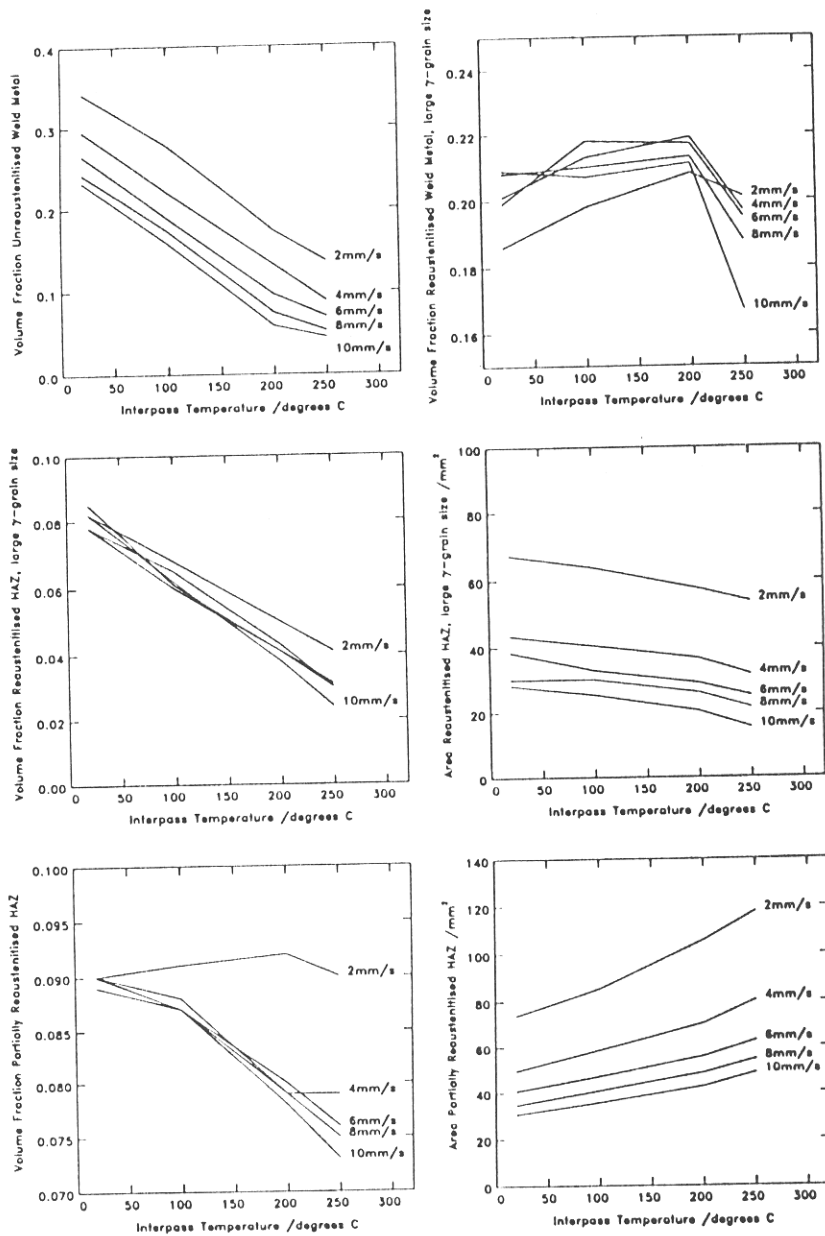 Volume Fraction Unreaustenitised Weld Metal
0.4
0.3
0.2
0.1
0.0
2mm/s
4mm/s
6mm/s
8mm/s
10mm/s
0 50 100 150 200 250 300
Interpass Temperature /degrees C
Volume Fraction Reaustenitised Weld Metal, large γ-grain size
0.24
0.22
0.20
0.18
0.16
2mm/s
4mm/s
6mm/s
8mm/s
10mm/s
0 50 100 150 200 250 300
Interpass Temperature /degrees C
Volume Fraction Reaustenitised HAZ, large γ-grain size
0.10
0.08
0.06
0.04
0.02
0.00
2mm/s
10mm/s
0 50 100 150 200 250 300
Interpass Temperature /degrees C
Area Reaustenitised HAZ, large γ-grain size /mm²
100
80
60
40
20
0
2mm/s
4mm/s
6mm/s
8mm/s
10mm/s
0 50 100 150 200 250 300
Interpass Temperature /degrees C
Volume Fraction Partially Reaustenitised HAZ
0.100
0.095
0.090
0.085
0.080
0.075
0.070
2mm/s
4mm/s
6mm/s
8mm/s
10mm/s
0 50 100 150 200 250 300
Interpass Temperature /degrees C
Area Partially Reaustenitised HAZ /mm²
140
120
100
80
60
40
20
0
2mm/s
4mm/s
6mm/s
8mm/s
10mm/s
0 50 100 150 200 250 300
Interpass Temperature /degrees C